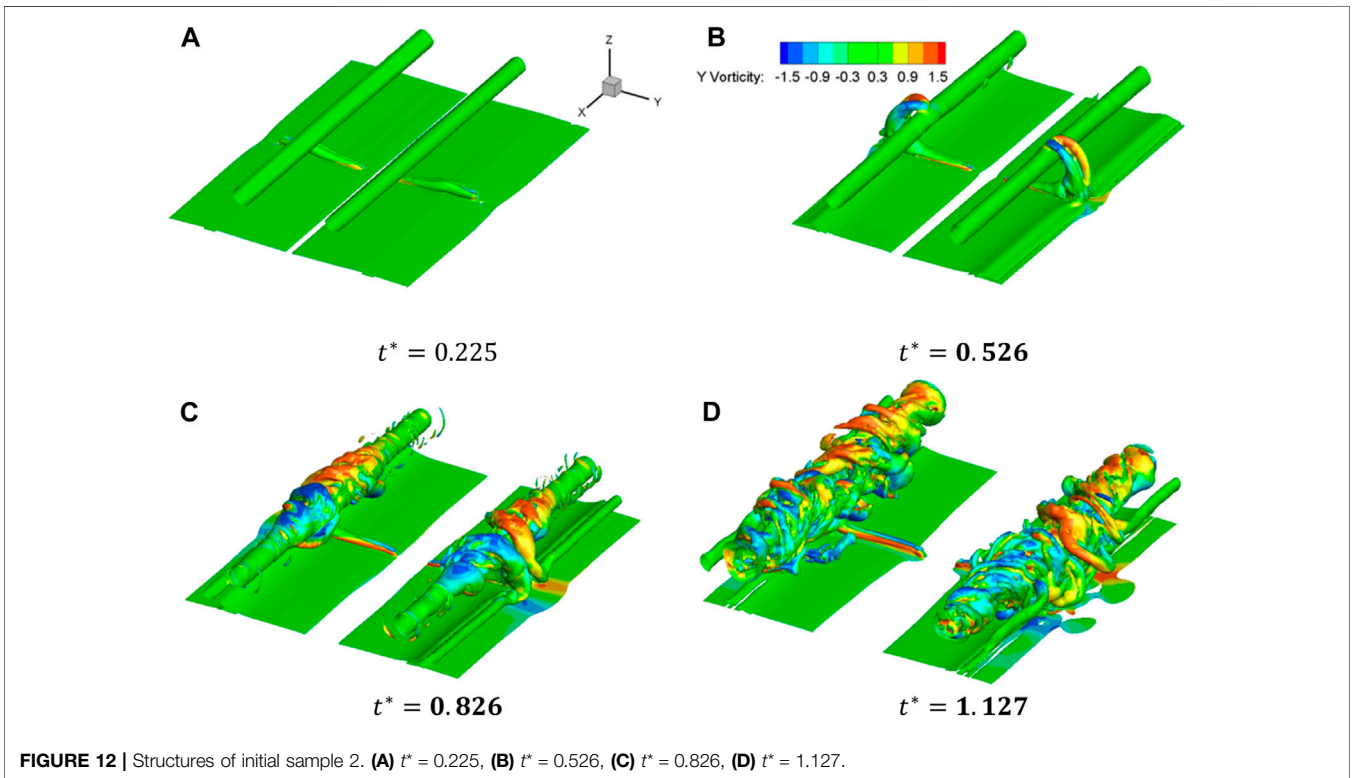 A
Z
Y
X
B
Y Vorticity: -1.5 -0.9 -0.3 0.3 0.9 1.5
t* = 0.225
t* = 0.526
C
D
t* = 0.826
t* = 1.127
FIGURE 12 | Structures of initial sample 2. (A) t* = 0.225, (B) t* = 0.526, (C) t* = 0.826, (D) t* = 1.127.